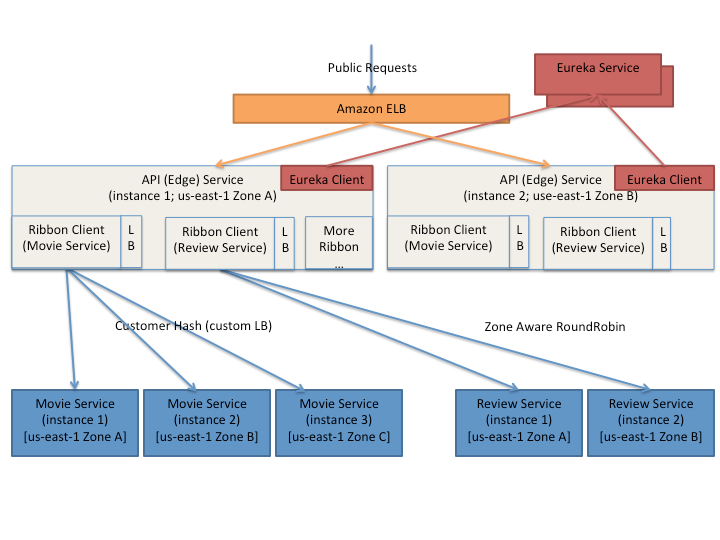 Public Requests
Eureka Service
Amazon ELB
API (Edge) Service
(instance 1; us-east-1 Zone A)
Eureka Client
Ribbon Client
(Movie Service)
L
B
Ribbon Client
(Review Service)
L
B
More
Ribbon
...
API (Edge) Service
(instance 2; use-east-1 Zone B)
Eureka Client
Ribbon Client
(Movie Service)
L
B
Ribbon Client
(Review Service)
L
B
Customer Hash (custom LB)
Zone Aware RoundRobin
Movie Service
(instance 1)
[us-east-1 Zone A]
Movie Service
(instance 2)
[us-east-1 Zone B]
Movie Service
(instance 3)
[us-east-1 Zone C]
Review Service
(instance 1)
[us-east-1 Zone A]
Review Service
(instance 2)
[us-east-1 Zone B]